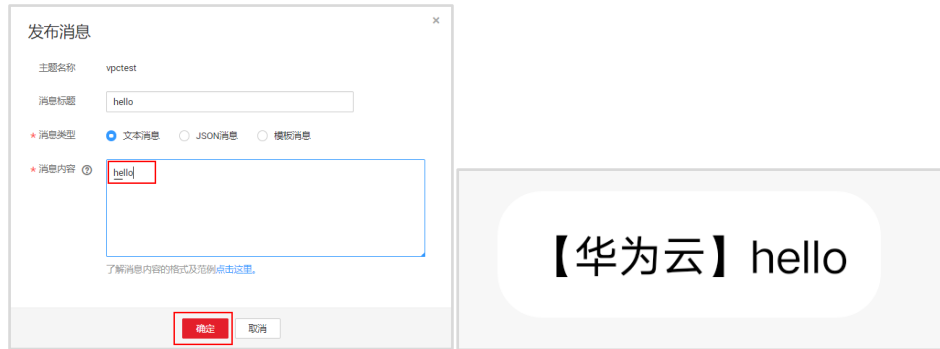 发布消息
×
主题名称 vpctest
消息标题 hello
* 消息类型 文本消息 JSON消息 模板消息
* 消息内容 ? hello
了解消息内容的格式及范例点击这里。
确定 取消
【华为云】hello